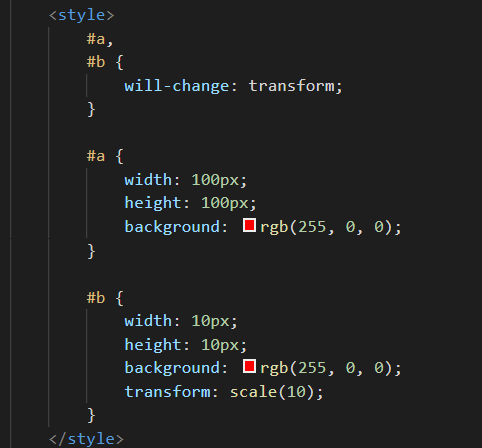 <style>
#a,
#b {
will-change: transform;
}
#a {
width: 100px;
height: 100px;
background: rgb(255, 0, 0);
}
#b {
width: 10px;
height: 10px;
background: rgb(255, 0, 0);
transform: scale(10);
}
</style>